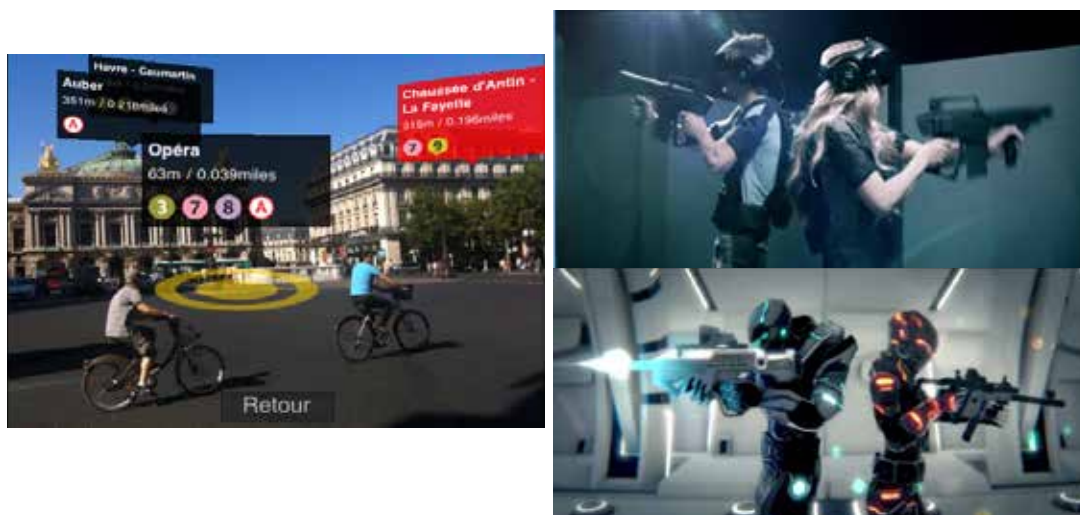 Havre - Caumartin
Auber
351m / 0.218miles
A
Opéra
63m / 0.039miles
3 7 8 A
Chaussée d'Antin -
La Fayette
315m / 0.196miles
7 9
Retour